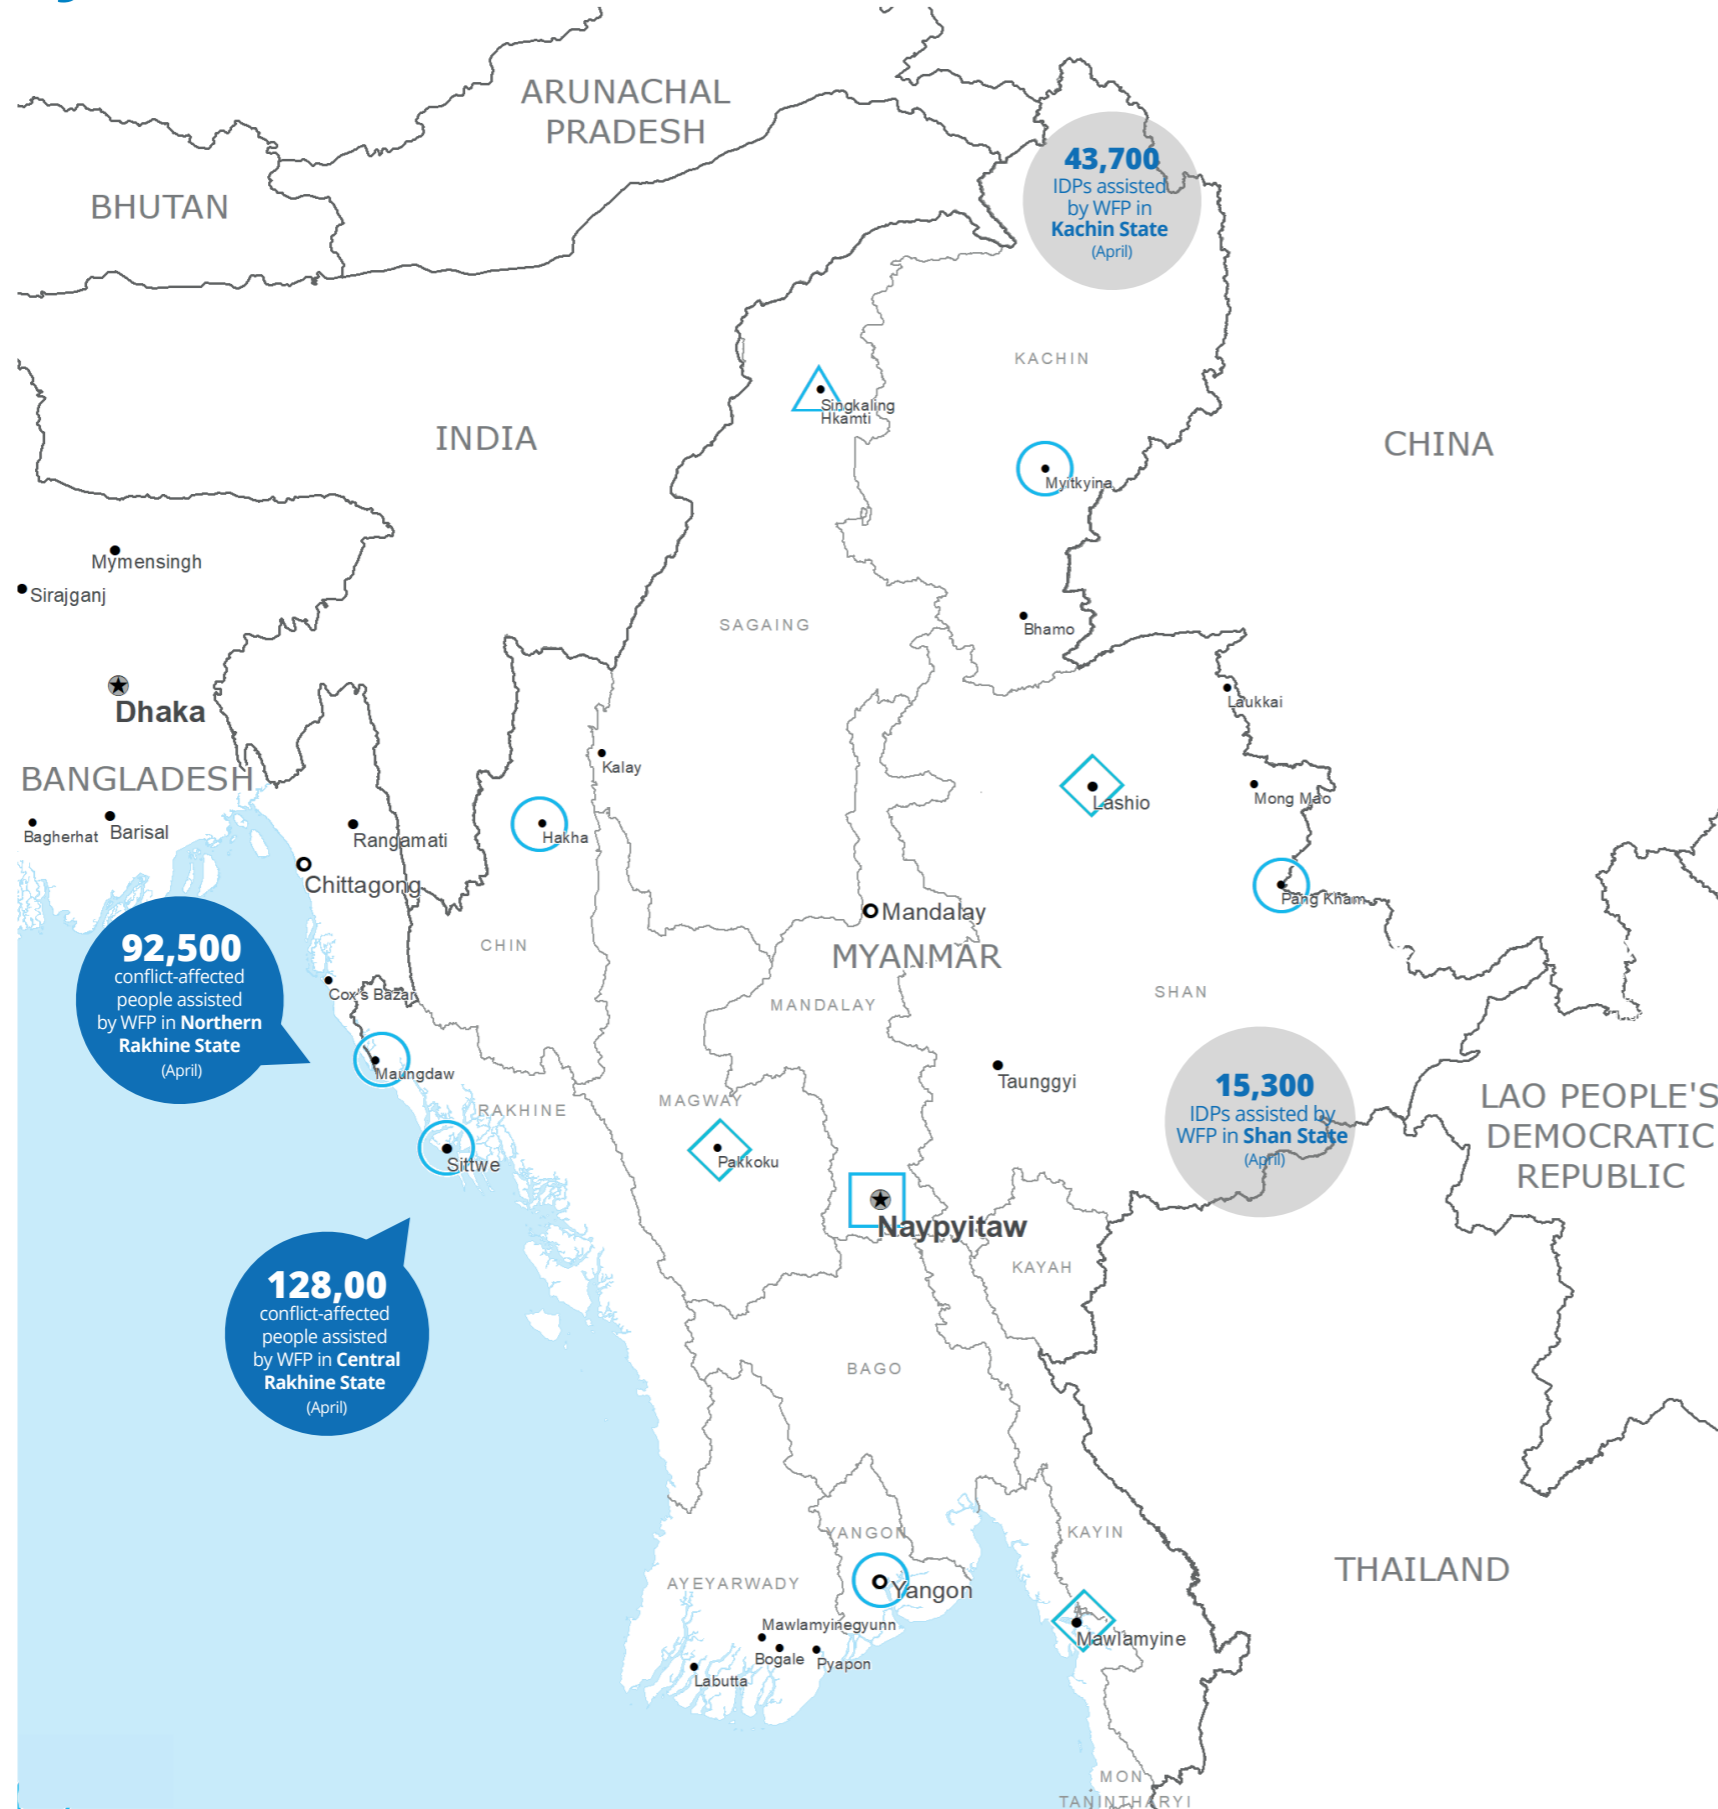 ARUNACHAL
PRADESH
BHUTAN
43,700
IDPs assisted
by WFP in
Kachin State
(April)
KACHIN
Singkaling
Hkamti
INDIA
CHINA
Myitkyina
Mymensingh
Sirajganj
SAGAING
Bhamo
Dhaka
Laukkai
Kalay
BANGLADESH
Lashio
Mong Mao
Bagherhat
Barisal
Rangamati
Hakha
Chittagong
Pang Kham
Mandalay
92,500
conflict-affected
people assisted
by WFP in Northern
Rakhine State
(April)
CHIN
MYANMAR
Cox's Bazar
MANDALAY
SHAN
Maungdaw
Taunggyi
RAKHINE
MAGWAY
15,300
IDPs assisted by
WFP in Shan State
(April)
LAO PEOPLE'S
DEMOCRATIC
REPUBLIC
Sittwe
Pakkoku
Naypyitaw
KAYAH
128,00
conflict-affected
people assisted
by WFP in Central
Rakhine State
(April)
BAGO
YANGON
KAYIN
THAILAND
AYEYARWADY
Yangon
Mawlamyinegyunn
Mawlamyine
Bogale
Pyapon
Labutta
MON
TANINTHARYI